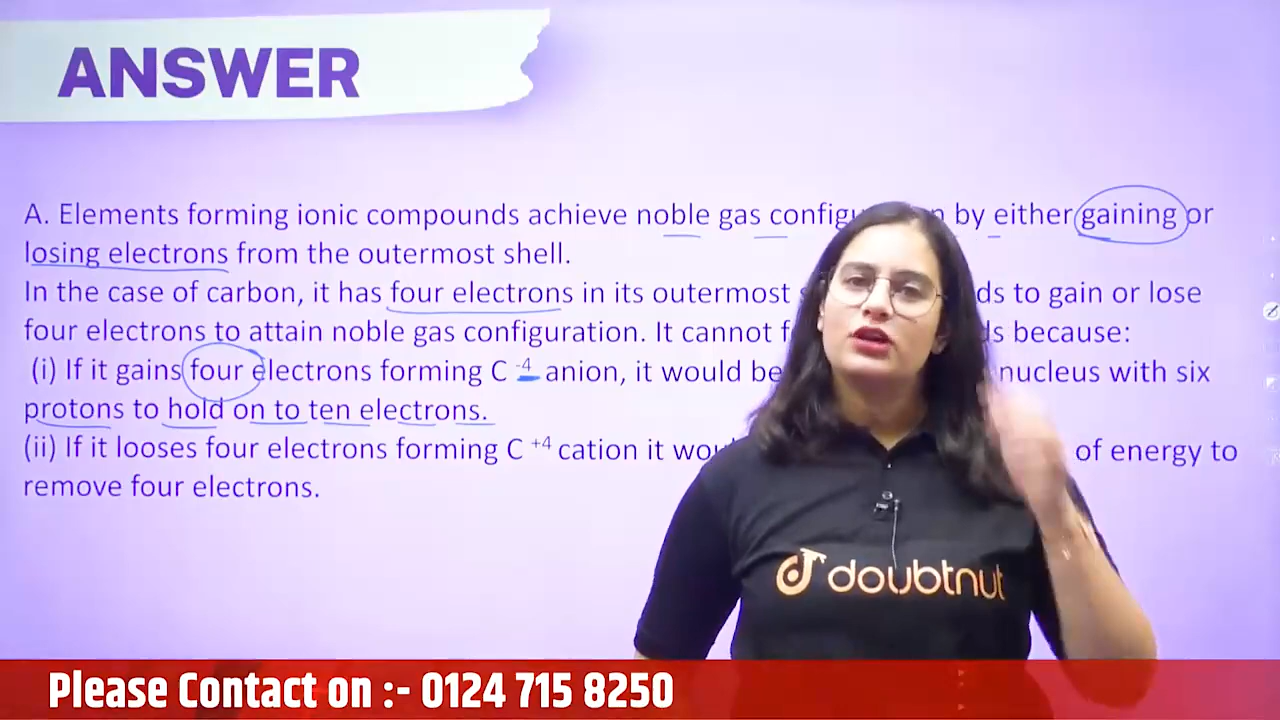 ANSWER
A. Elements forming ionic compounds achieve noble gas by either gaining or
losing electrons from the outermost shell.
In the case of carbon, it has four electrons in its outermost to gain or lose
four electrons to attain noble gas configuration. It cannot because:
(i) If it gains four electrons forming C -4 anion, it would nucleus with six
protons to hold on to ten electrons.
(ii) If it looses four electrons forming C +4 cation it of energy to
remove four electrons.
doubtnut
Please Contact on :- 0124 715 8250